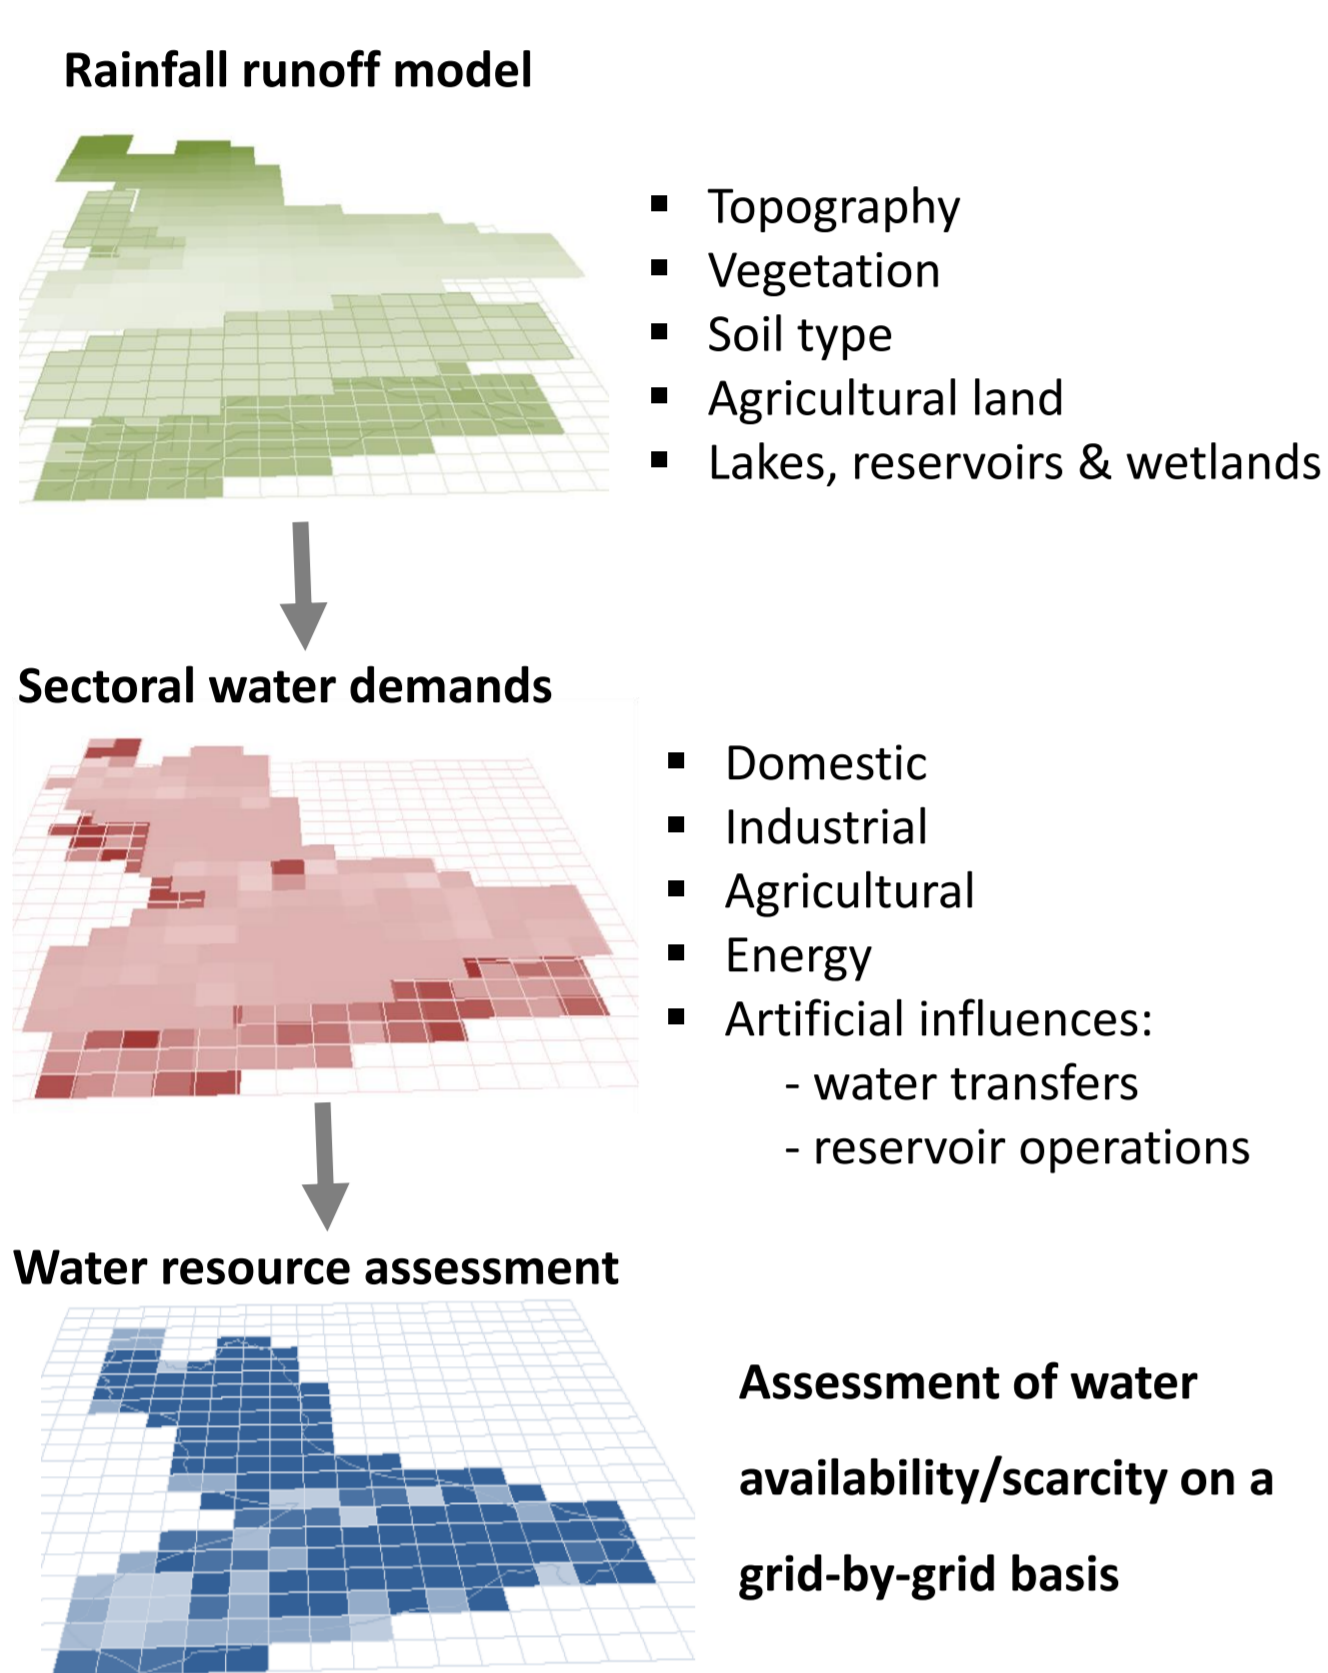 Rainfall runoff model
▪ Topography
▪ Vegetation
▪ Soil type
▪ Agricultural land
▪ Lakes, reservoirs & wetlands
Sectoral water demands
▪ Domestic
▪ Industrial
▪ Agricultural
▪ Energy
▪ Artificial influences:
- water transfers
- reservoir operations
Water resource assessment
Assessment of water
availability/scarcity on a
grid-by-grid basis